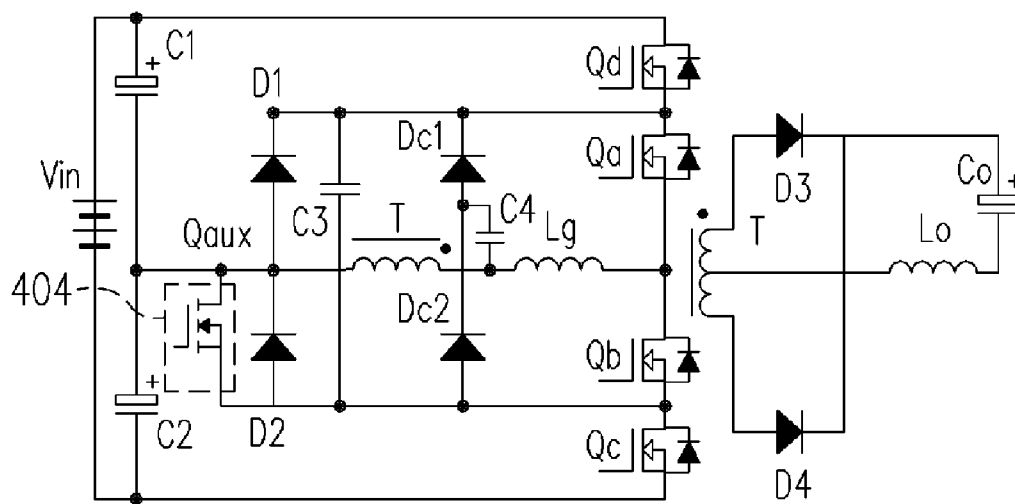 C1
+
Qd
D1
Dc1
Qa
Vin
C3
C4
D3
Co
+
Qaux
T
Lg
T
Lo
404
Dc2
Qb
+
C2
D2
Qc
D4